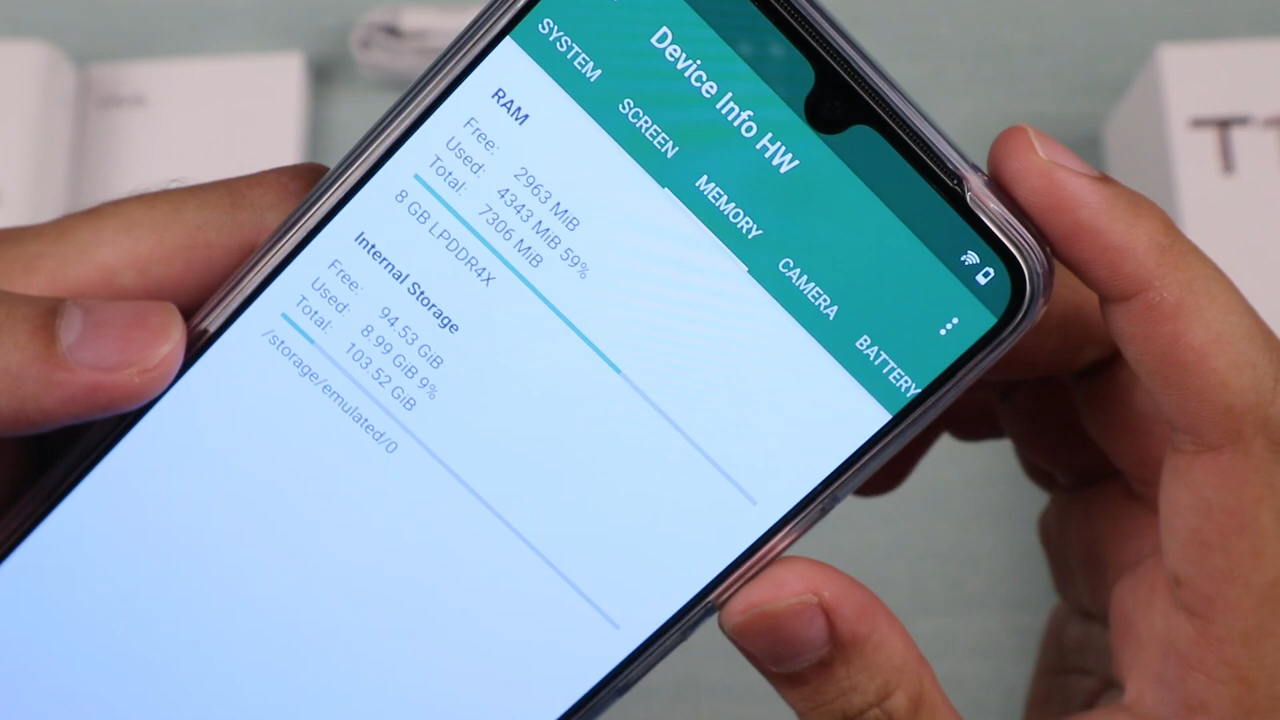 Device Info HW
SYSTEM SCREEN MEMORY CAMERA BATTERY
RAM
Free: 2963 MiB
Used: 4343 MiB 59%
Total: 7306 MiB
8 GB LPDDR4X
Internal Storage
Free: 94.53 GiB
Used: 8.99 GiB 9%
Total: 103.52 GiB
/storage/emulated/0